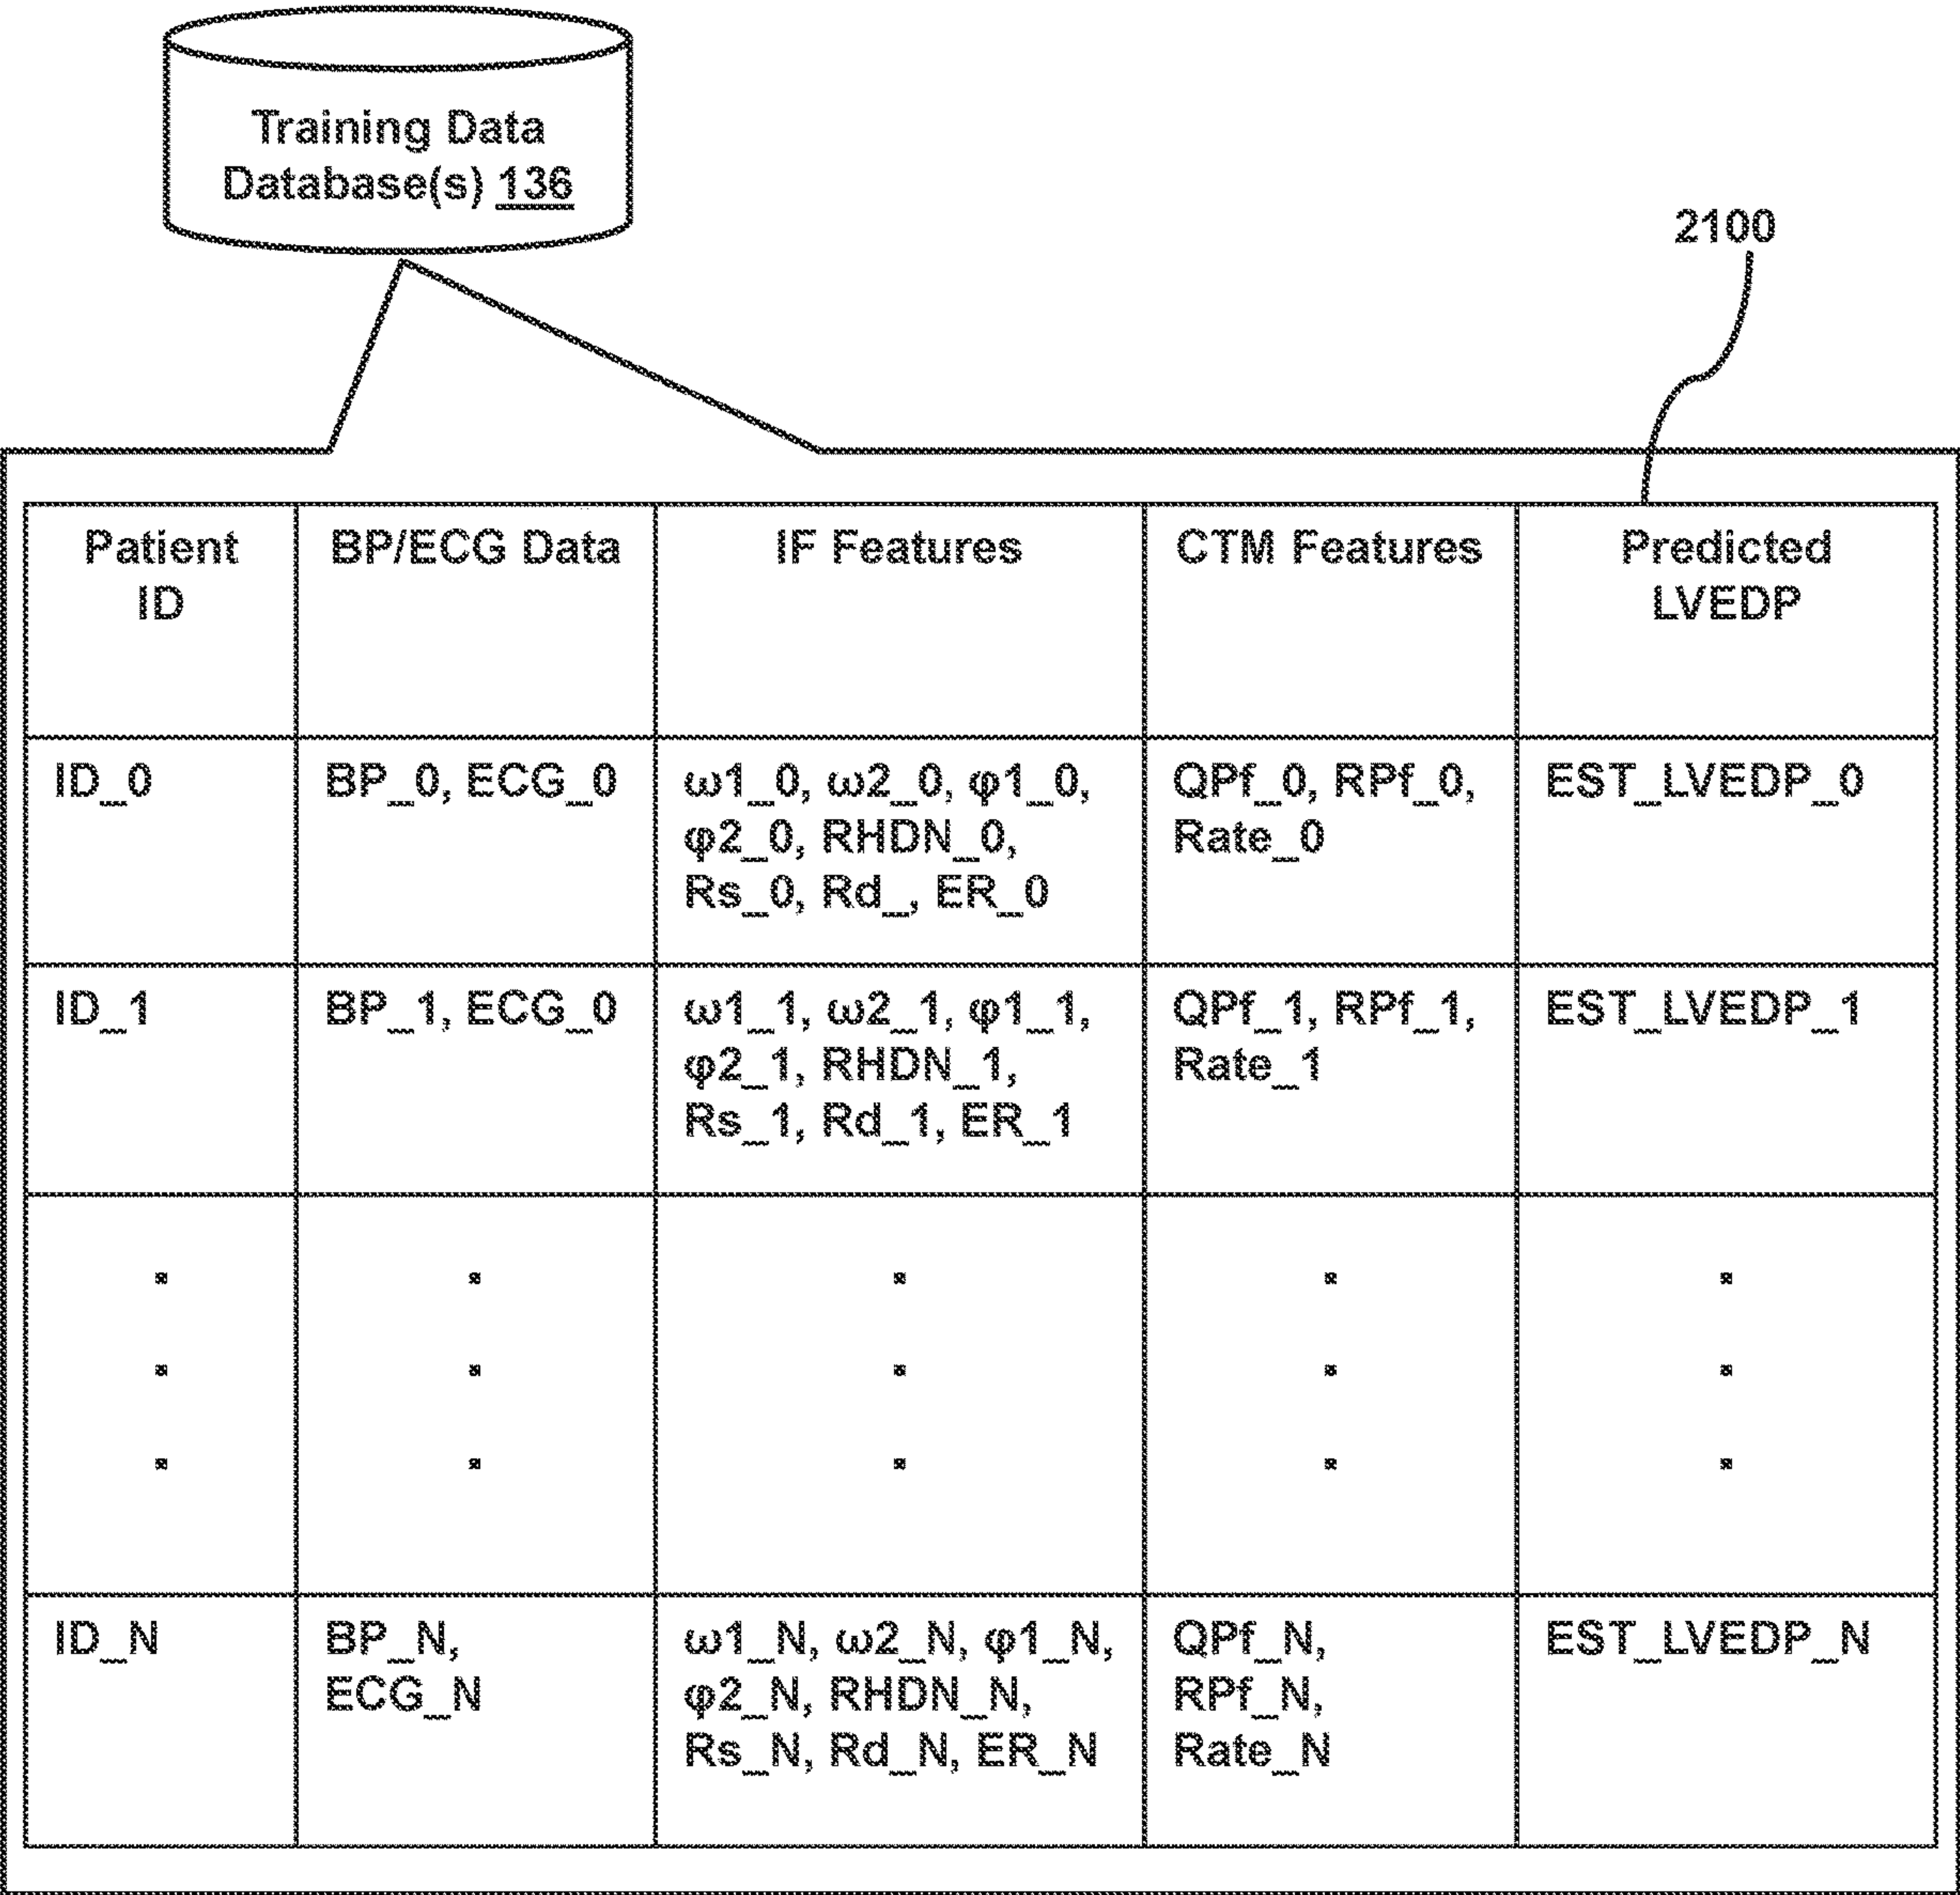 Training Data
Database(s) 136
2100
Patient
ID
BP/ECG Data
IF Features
CTM Features
Predicted
LVEDP
ID_0
BP_0, ECG_0
ω1_0, ω2_0, φ1_0,
φ2_0, RHDN_0,
Rs_0, Rd_, ER_0
QPf_0, RPf_0,
Rate_0
EST_LVEDP_0
ID_1
BP_1, ECG_0
ω1_1, ω2_1, φ1_1,
φ2_1, RHDN_1,
Rs_1, Rd_1, ER_1
QPf_1, RPf_1,
Rate_1
EST_LVEDP_1
ID_N
BP_N,
ECG_N
ω1_N, ω2_N, φ1_N,
φ2_N, RHDN_N,
Rs_N, Rd_N, ER_N
QPf_N,
RPf_N,
Rate_N
EST_LVEDP_N